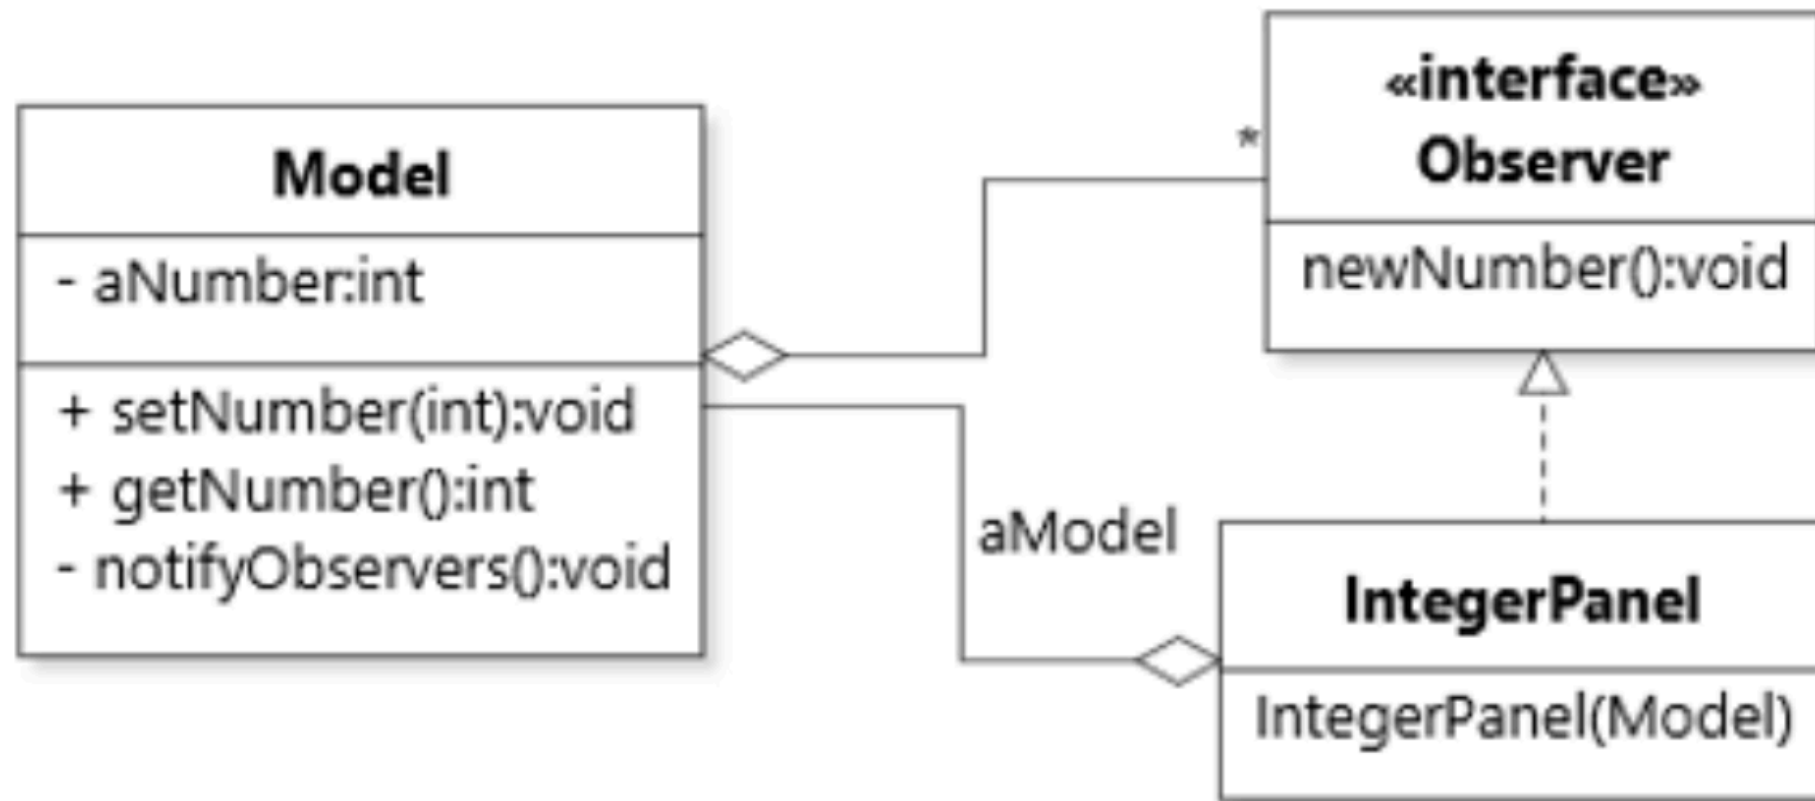 Model
- aNumber:int
+ setNumber(int):void
+ getNumber():int
- notifyObservers():void
*
«interface»
Observer
newNumber():void
aModel
IntegerPanel
IntegerPanel(Model)